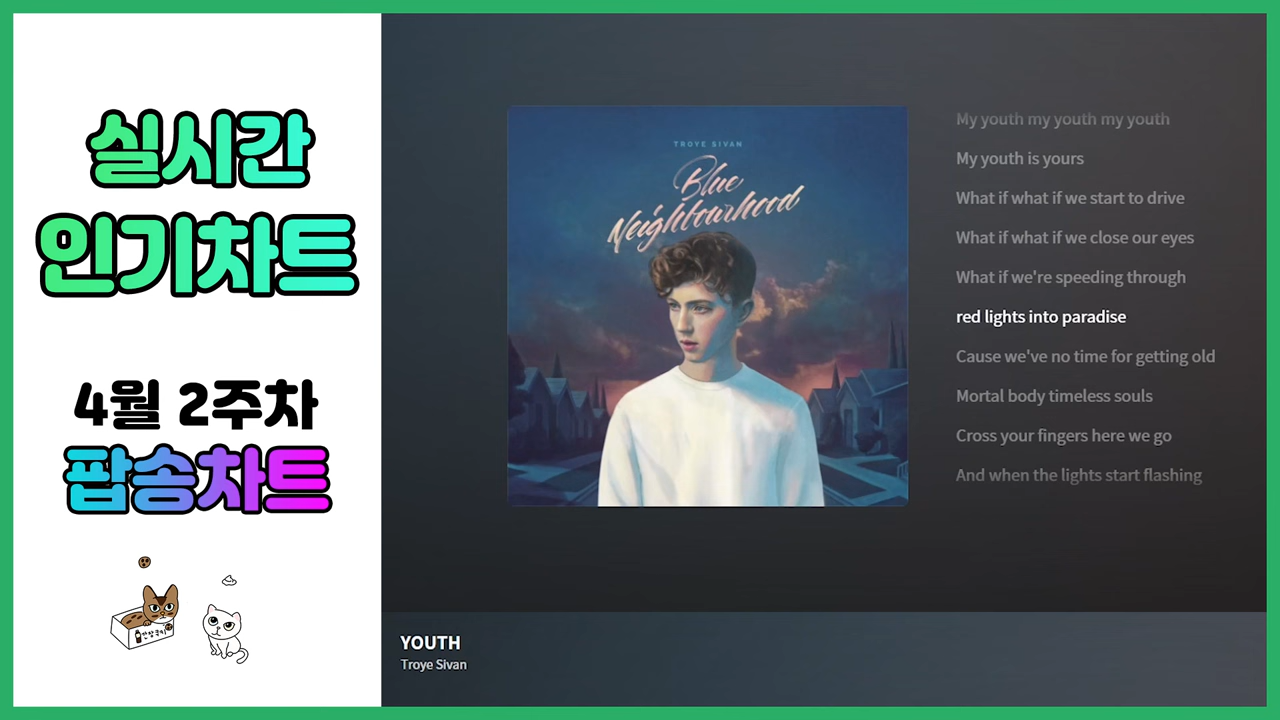 실시간
인기차트
4월 2주차
팝송차트
TROYE SIVAN
Blue
Neighbourhood
My youth my youth my youth
My youth is yours
What if what if we start to drive
What if what if we close our eyes
What if we're speeding through
red lights into paradise
Cause we've no time for getting old
Mortal body timeless souls
Cross your fingers here we go
And when the lights start flashing
YOUTH
Troye Sivan